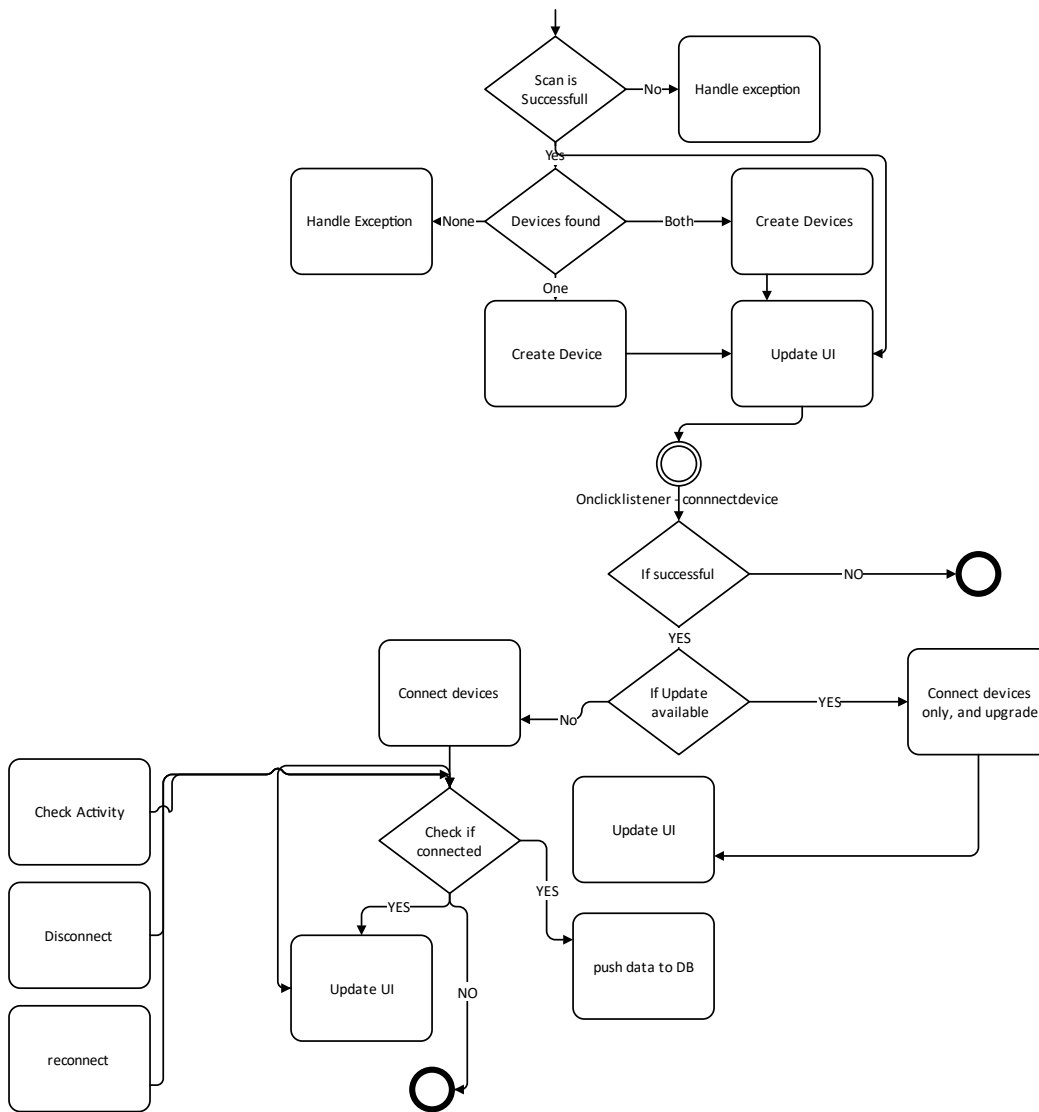 Scan is
Successfull
No
Handle exception
Yes
Handle Exception
None
Devices found
Both
Create Devices
One
Create Device
Update UI
Onclicklistener - connnectdevice
If successful
NO
YES
Connect devices
No
If Update
available
YES
Connect devices
only, and upgrade
Check Activity
Check if
connected
Update UI
YES
YES
Disconnect
Update UI
push data to DB
NO
reconnect